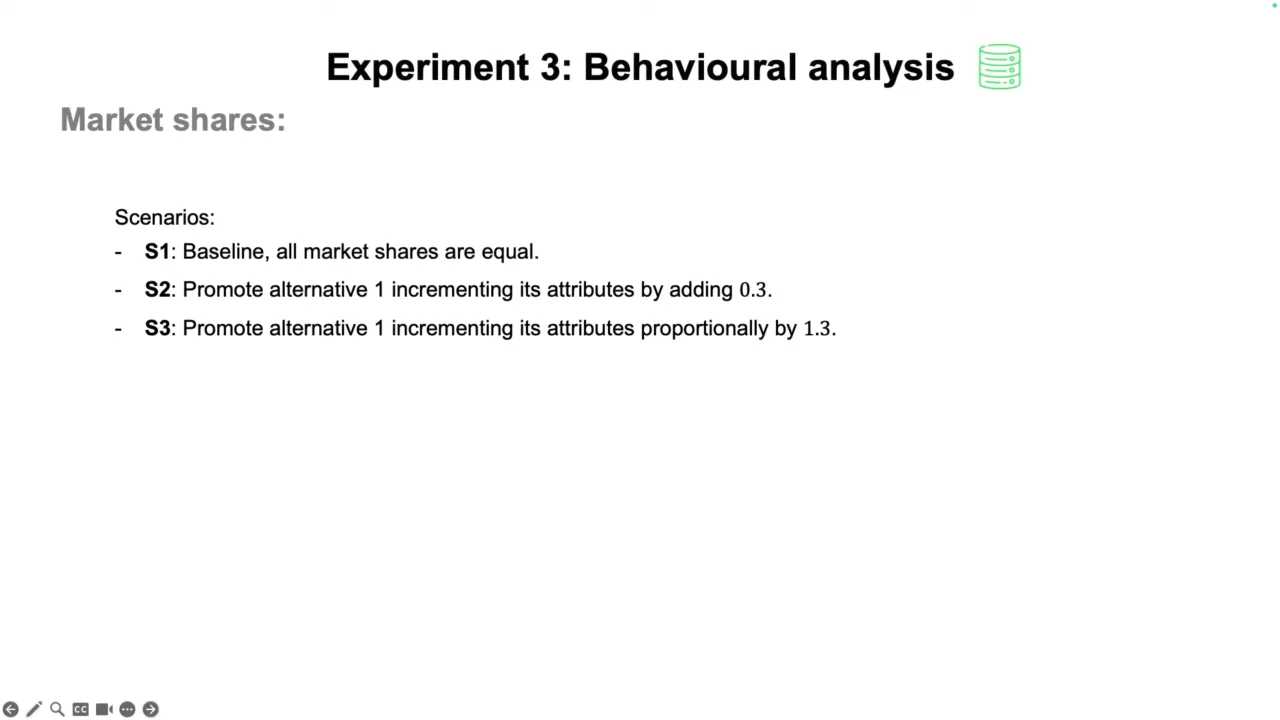 Experiment 3: Behavioural analysis
Market shares:
Scenarios:
- S1: Baseline, all market shares are equal.
- S2: Promote alternative 1 incrementing its attributes by adding 0.3.
- S3: Promote alternative 1 incrementing its attributes proportionally by 1.3.
CC